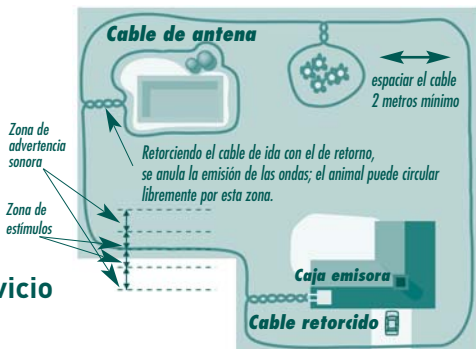 Cable de antena
espaciar el cable
2 metros mínimo
Zona de
advertencia
sonora
Retorciendo el cable de ida con el de retorno,
se anula la emisión de las ondas; el animal puede circular
libremente por esta zona.
Zona de
estímulos
vicio
Caja emisora
Cable retorcido